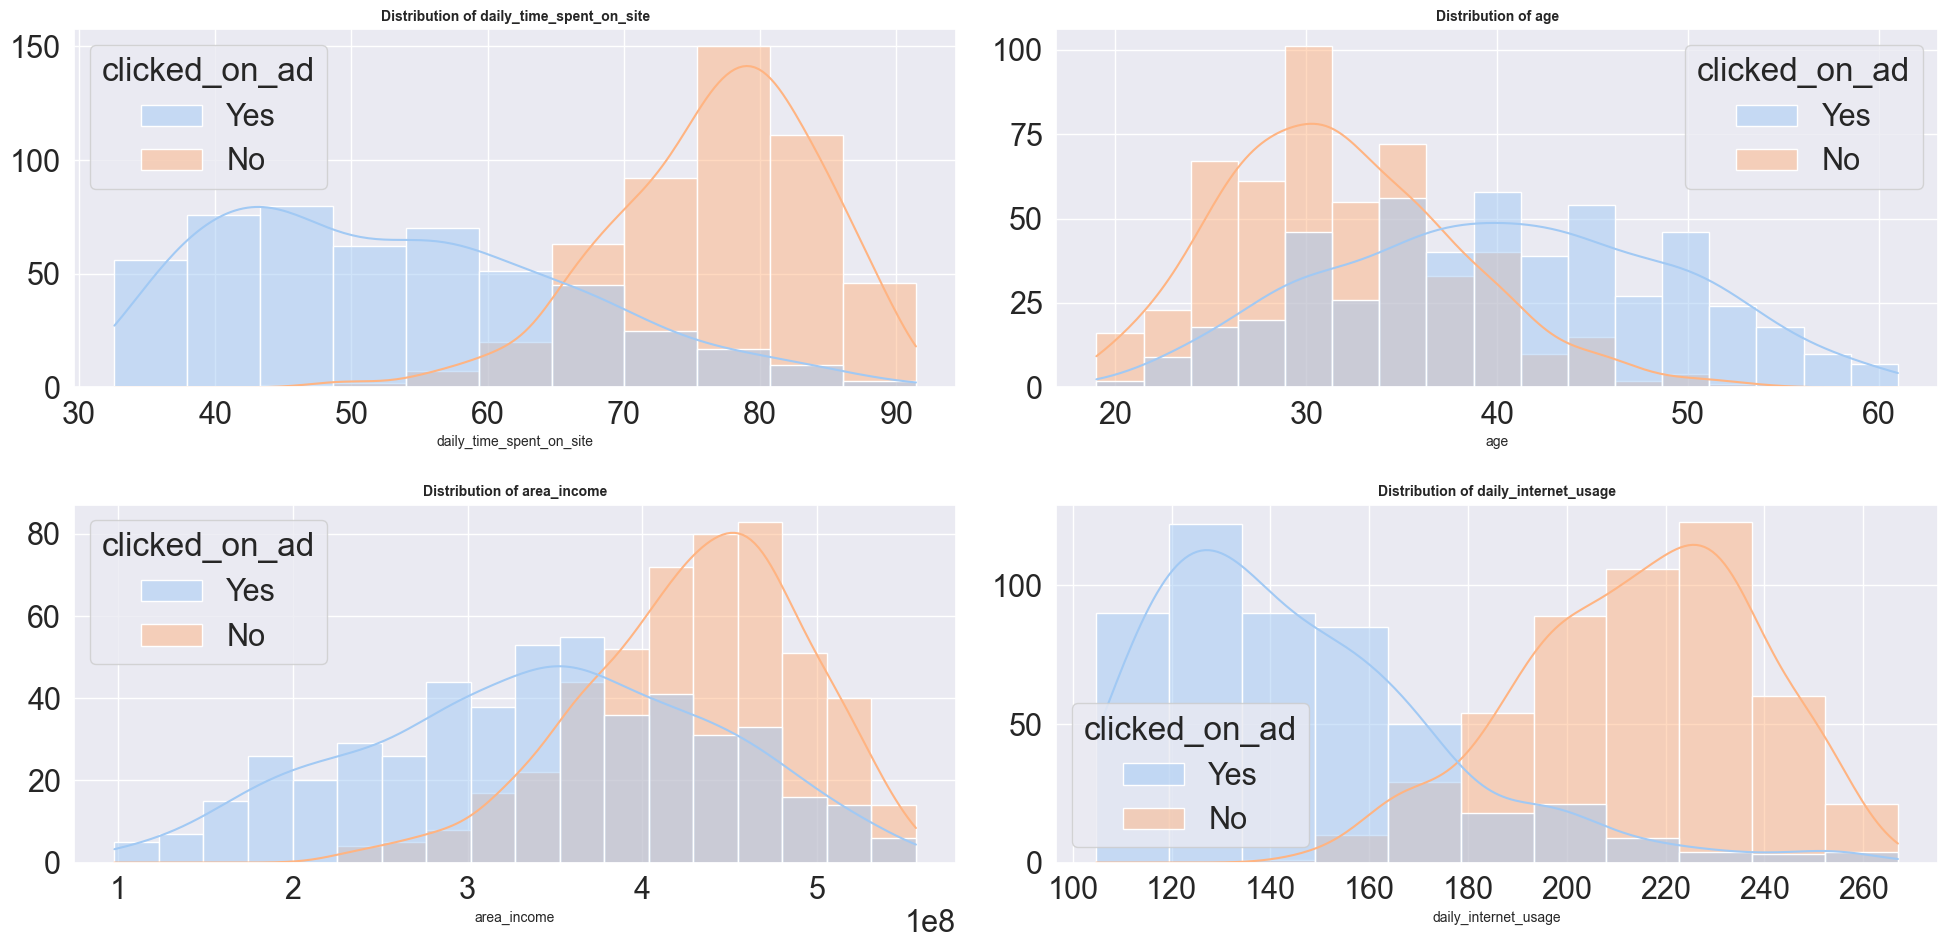 Distribution of daily_time_spent_on_site
150
100
50
0
clicked_on_ad
Yes
No
30 40 50 60 70 80 90
daily_time_spent_on_site
Distribution of age
100
75
50
25
0
clicked_on_ad
Yes
No
20 30 40 50 60
age
Distribution of area_income
80
60
40
20
0
clicked_on_ad
Yes
No
1 2 3 4 5
1e8
area_income
Distribution of daily_internet_usage
100
50
0
clicked_on_ad
Yes
No
100 120 140 160 180 200 220 240 260
daily_internet_usage